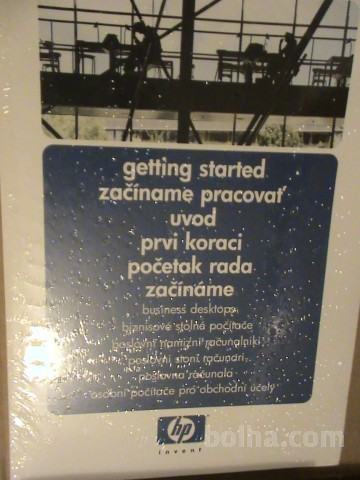 getting started
začíname pracovať
uvod
prvi koraci
početak rada
začínáme
business desktops
biznisové stolné počítače
poslovni namizni računalniki
poslovni stoni računari
poslovna računala
osobní počítače pro obchodní účely
hp
invent
bolha.com